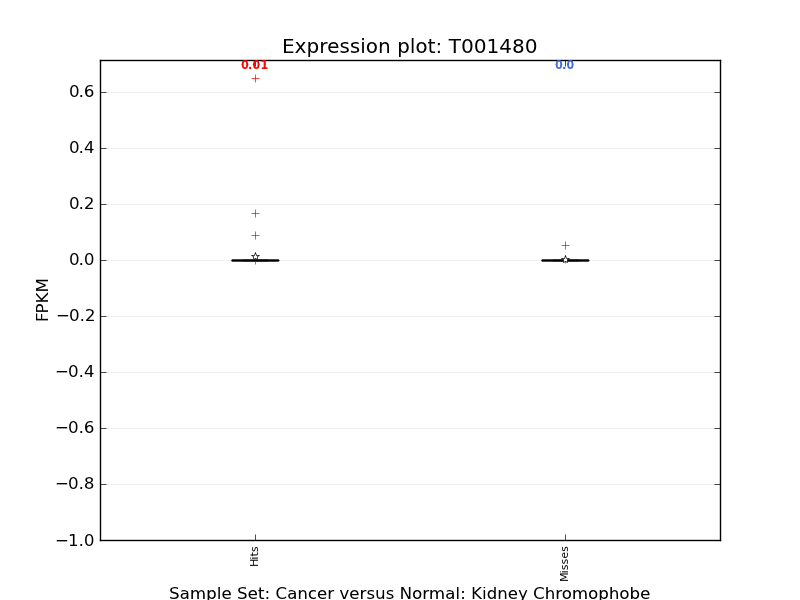 Expression plot: T001480
0.01
0.0
0.6
0.4
0.2
0.0
−0.2
−0.4
−0.6
−0.8
−1.0
FPKM
Hits
Misses
Sample Set: Cancer versus Normal: Kidney Chromophobe